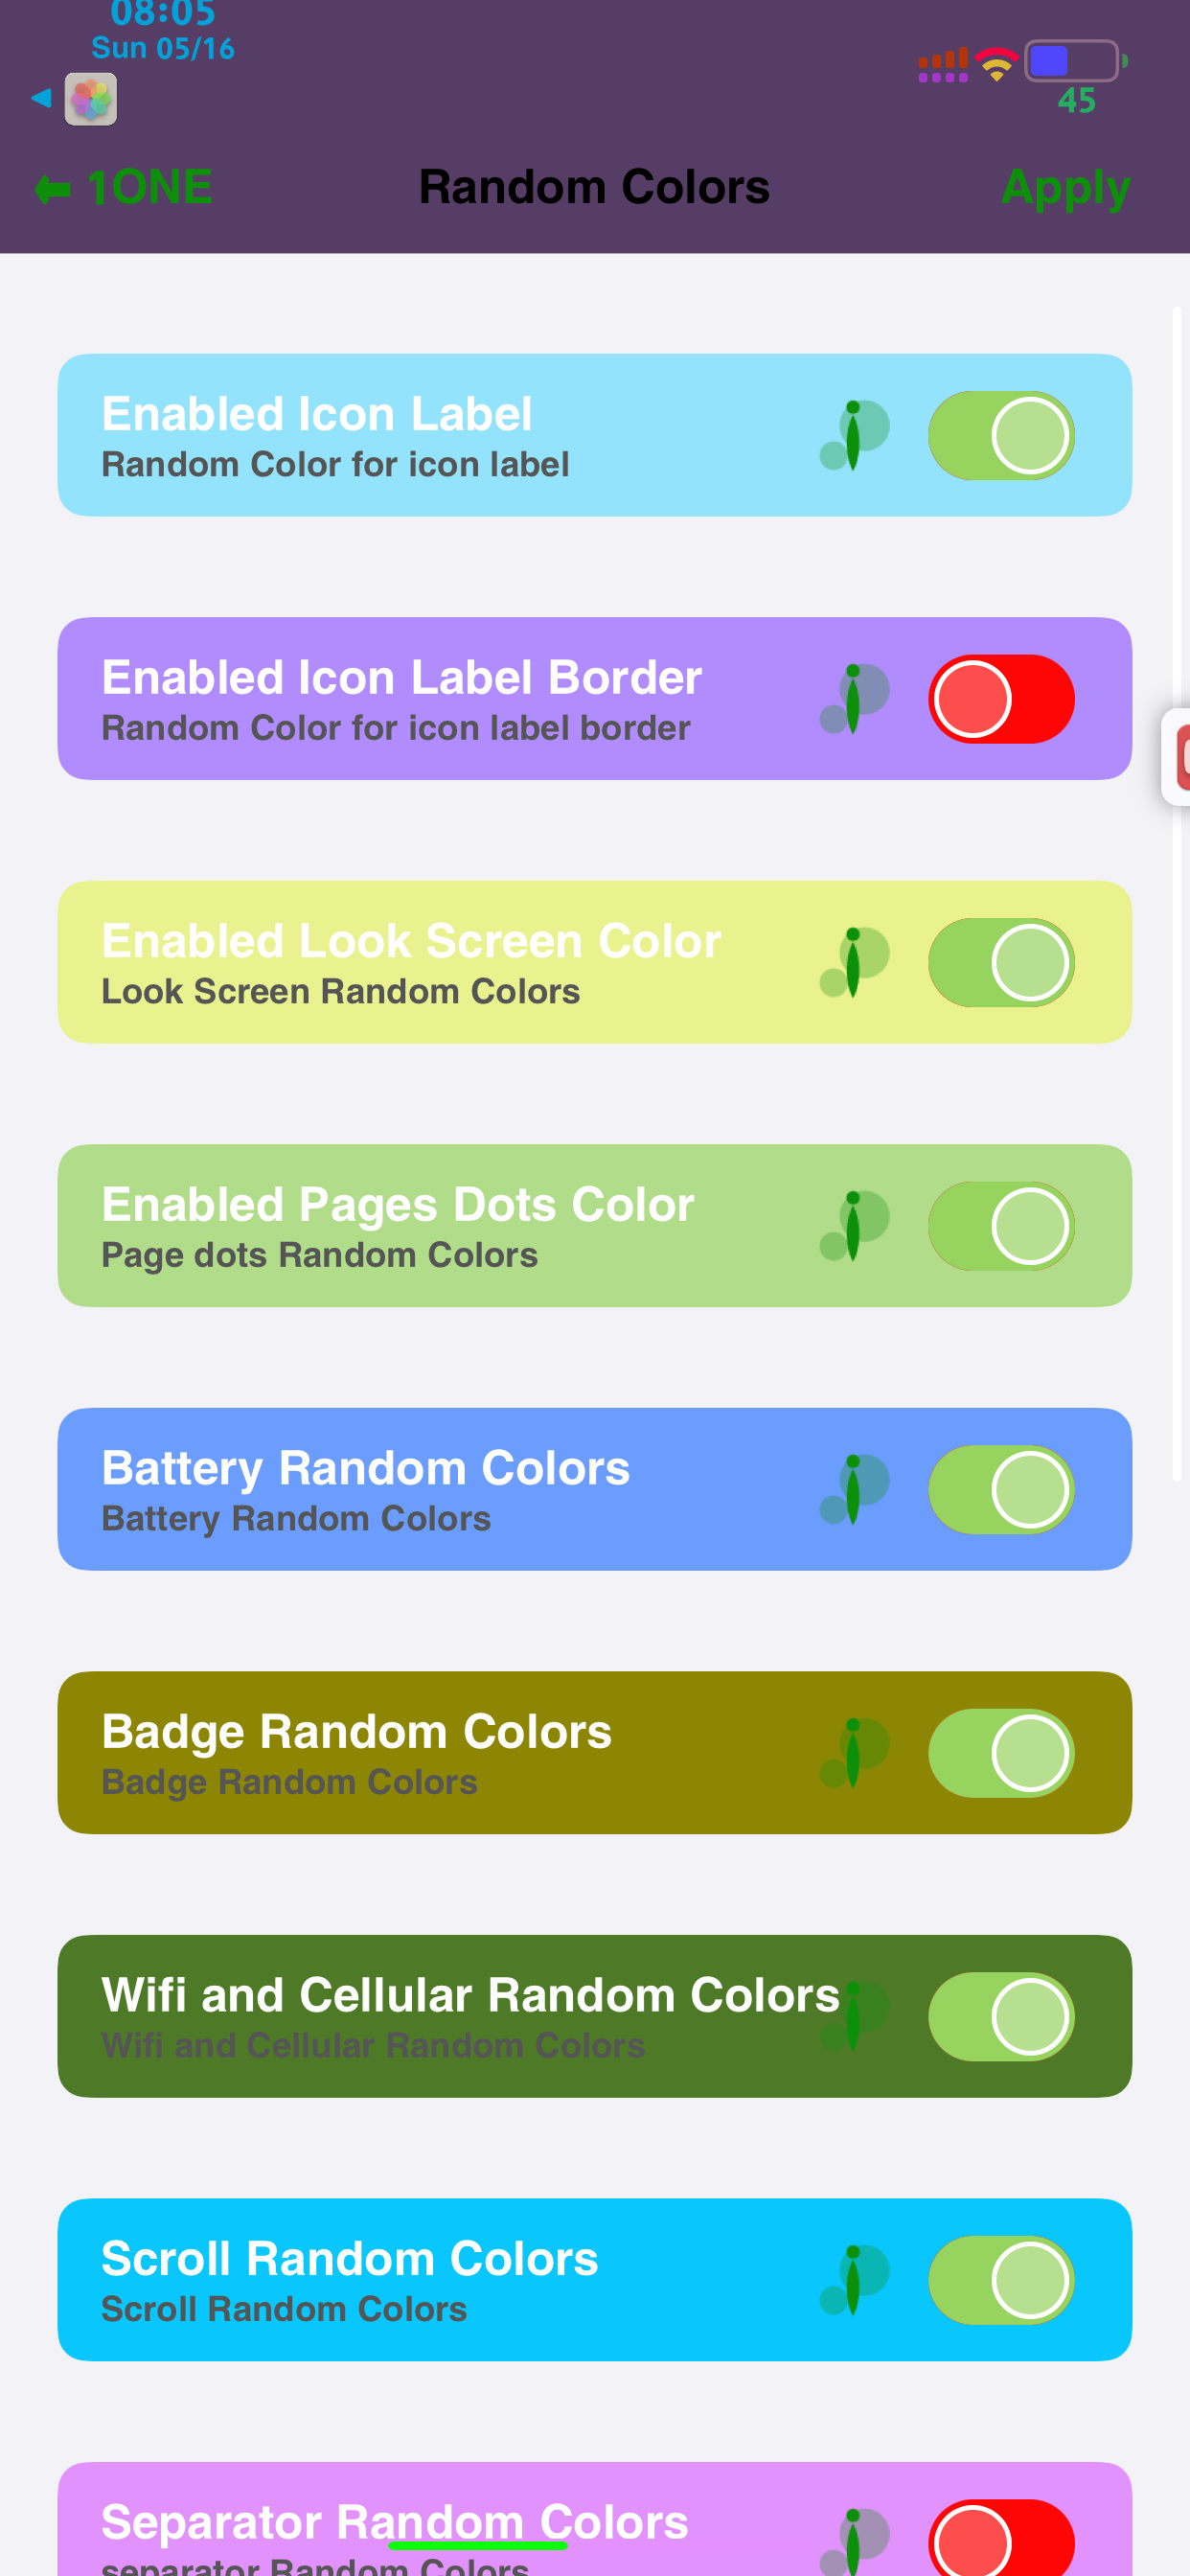 08:05
Sun 05/16
45
1ONE
Random Colors
Apply
Enabled Icon Label
Random Color for icon label
Enabled Icon Label Border
Random Color for icon label border
Enabled Look Screen Color
Look Screen Random Colors
Enabled Pages Dots Color
Page dots Random Colors
Battery Random Colors
Battery Random Colors
Badge Random Colors
Badge Random Colors
Wifi and Cellular Random Colors
Wifi and Cellular Random Colors
Scroll Random Colors
Scroll Random Colors
Separator Random Colors
separator Random Colors